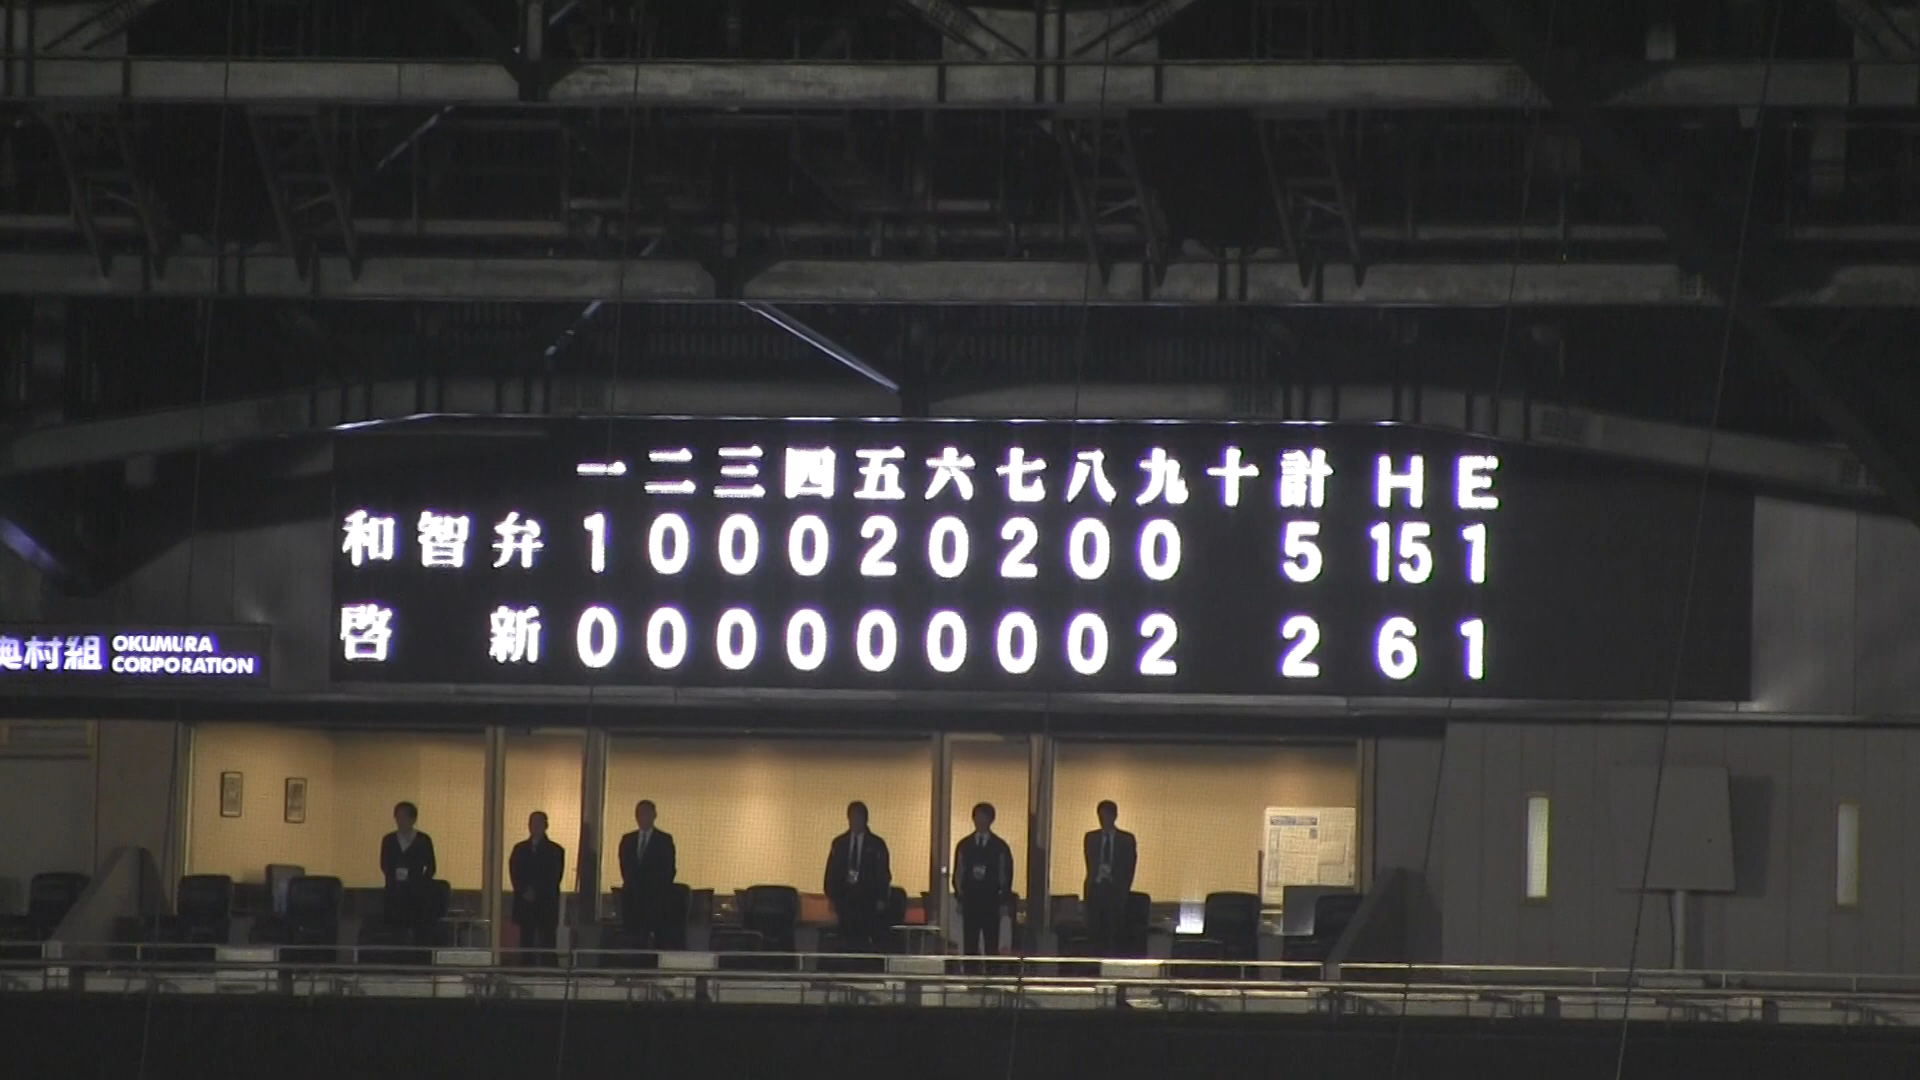 一 二 三 四 五 六 七 八 九 十 計 H E
和智弁 1 0 0 0 2 0 2 0 0 5 15 1
啓新 0 0 0 0 0 0 0 0 2 2 6 1
奥村組 OKUMURA
CORPORATION